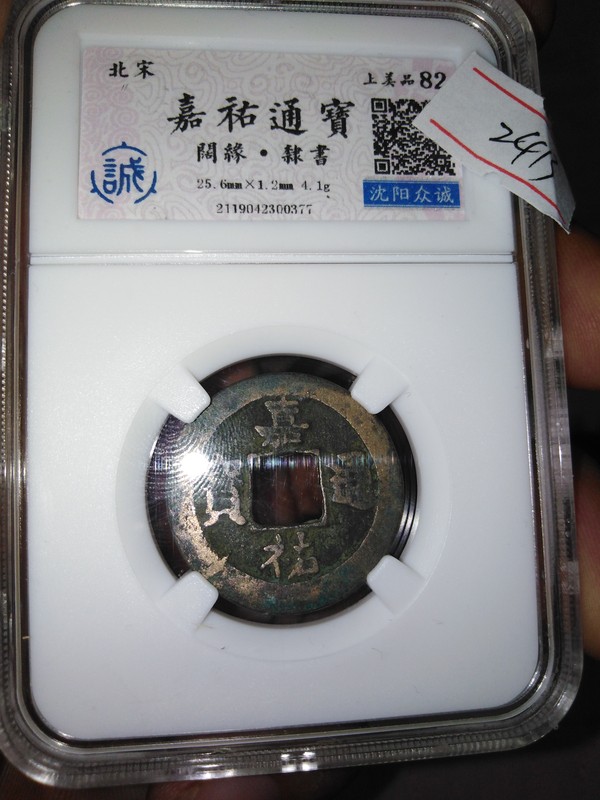 北宋
上美品82
嘉祐通寶
闊緣·隸書
誠
25.6mm×1.2mm 4.1g
沈阳众诚
2119042300377
嘉
祐
通
寶